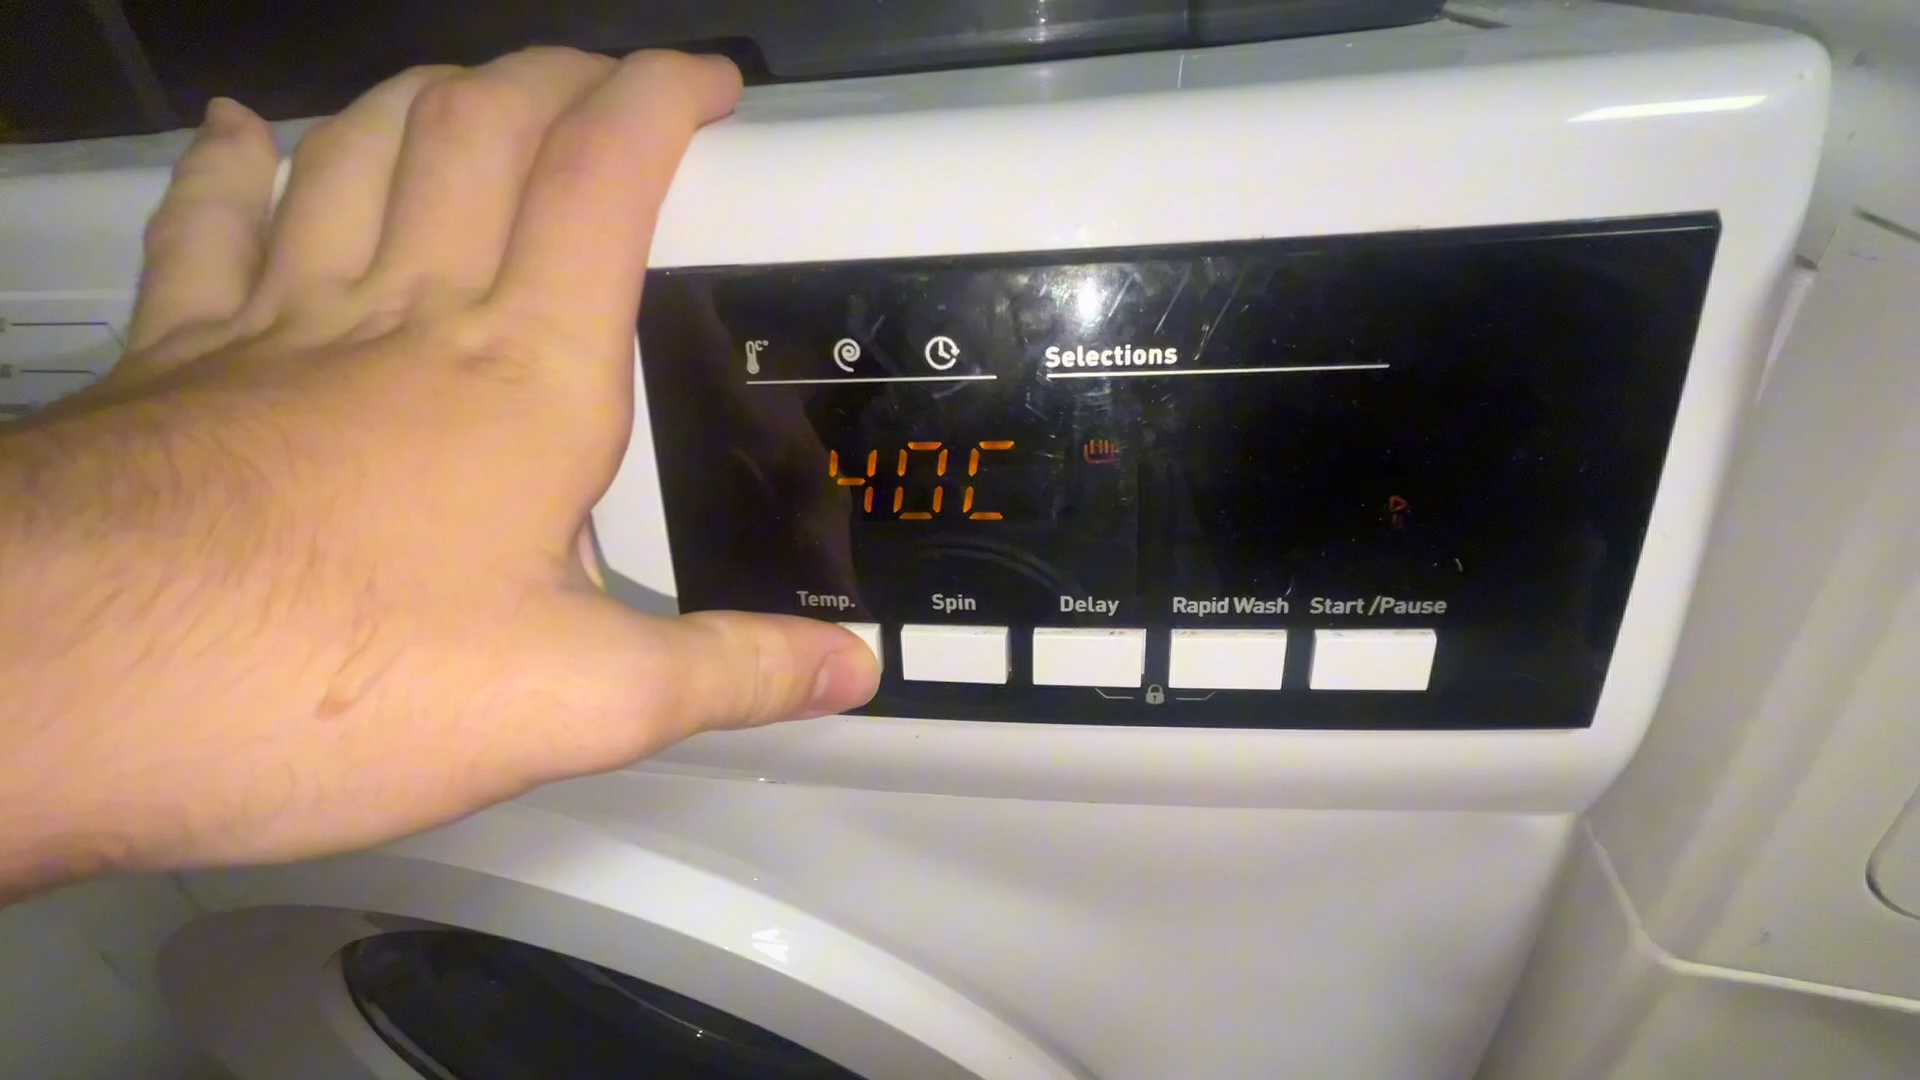 C°
Selections
40C
Temp.
Spin
Delay
Rapid Wash
Start /Pause